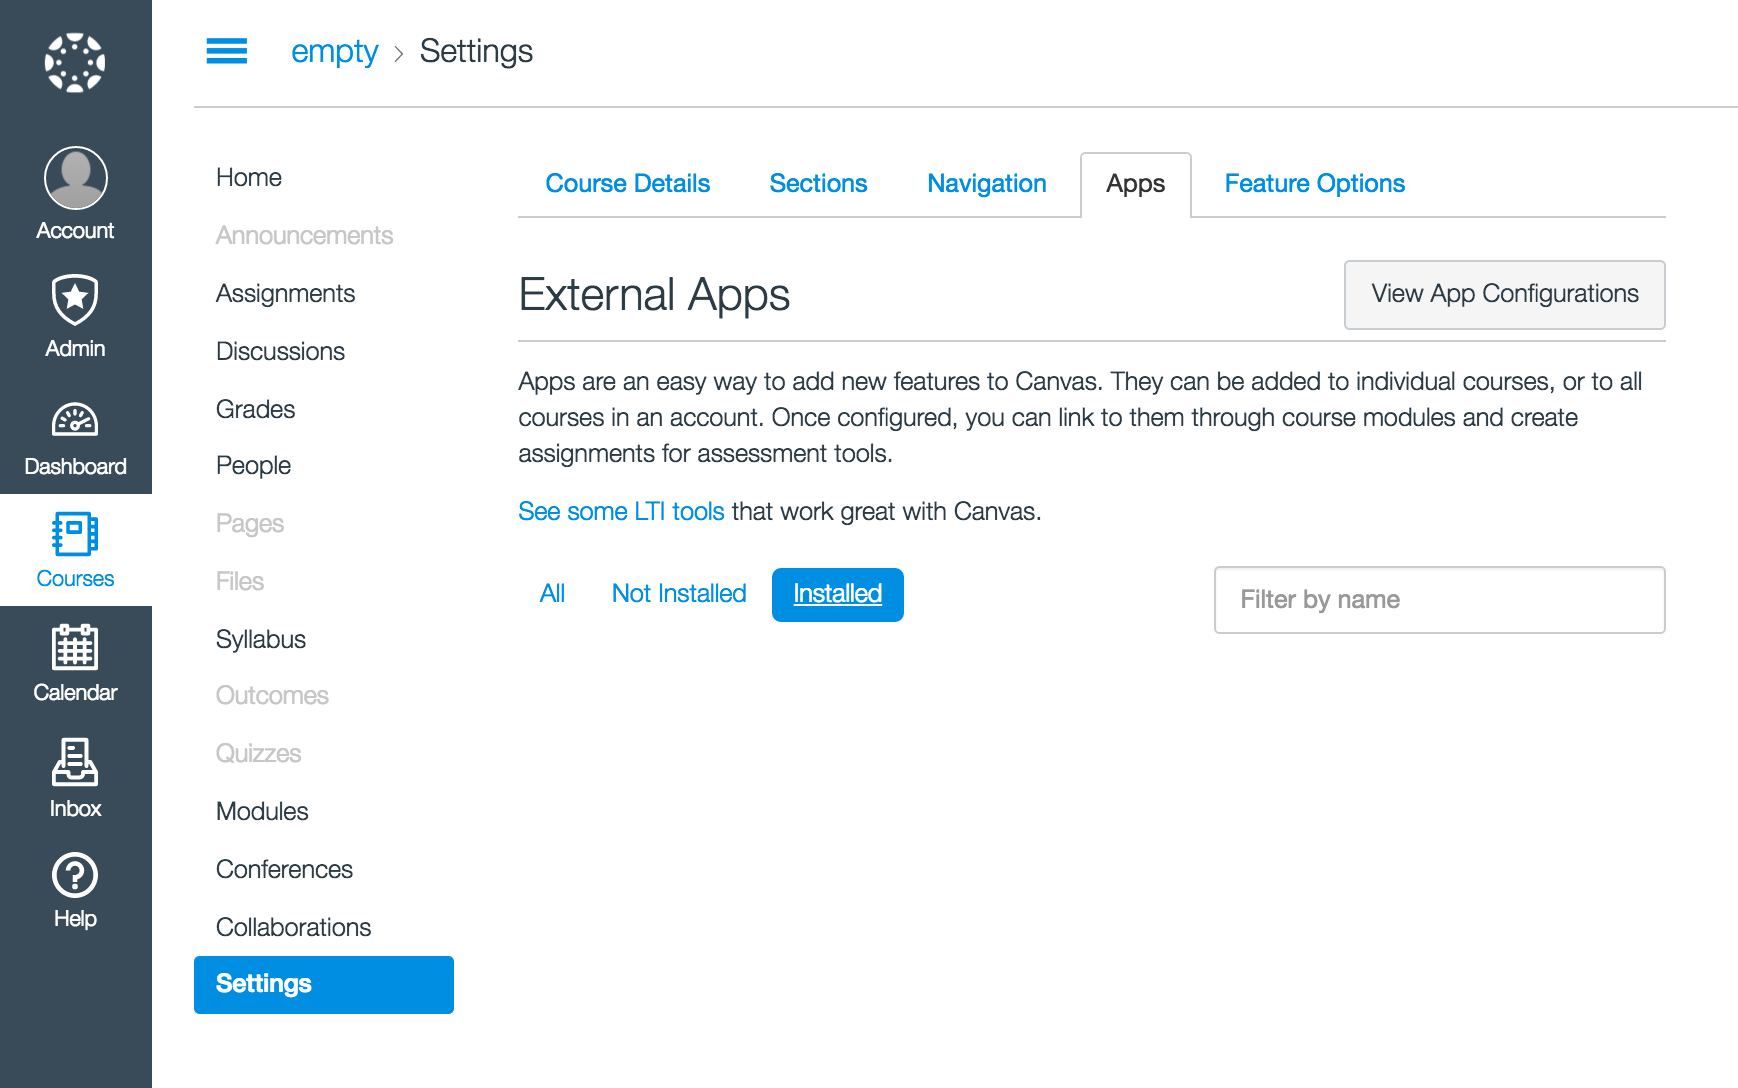 empty > Settings
Account
Admin
Dashboard
Courses
Calendar
Inbox
Help
Home
Announcements
Assignments
Discussions
Grades
People
Pages
Files
Syllabus
Outcomes
Quizzes
Modules
Conferences
Collaborations
Settings
Course Details Sections Navigation Apps Feature Options
External Apps
View App Configurations
Apps are an easy way to add new features to Canvas. They can be added to individual courses, or to all
courses in an account. Once configured, you can link to them through course modules and create
assignments for assessment tools.
See some LTI tools that work great with Canvas.
All Not Installed Installed
Filter by name